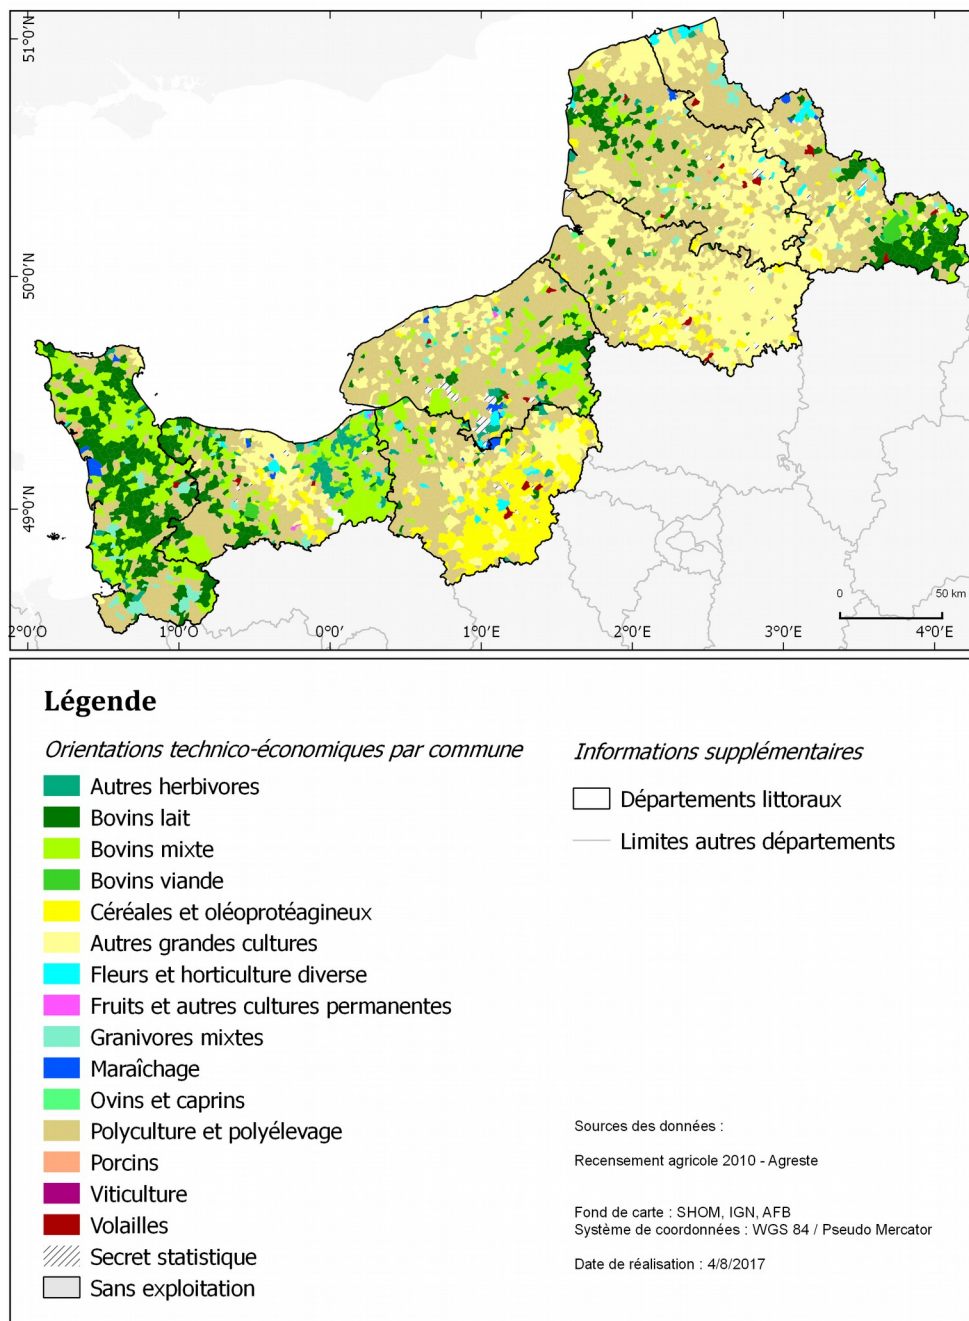 51°0'N
50°0'N
49°0'N
0 50 km
2°0'O 1°0'O 0°0' 1°0'E 2°0'E 3°0'E 4°0'E
Légende
Orientations technico-économiques par commune
Autres herbivores
Bovins lait
Bovins mixte
Bovins viande
Céréales et oléoprotéagineux
Autres grandes cultures
Fleurs et horticulture diverse
Fruits et autres cultures permanentes
Granivores mixtes
Maraîchage
Ovins et caprins
Polyculture et polyélevage
Porcins
Viticulture
Volailles
Secret statistique
Sans exploitation
Informations supplémentaires
Départements littoraux
Limites autres départements
Sources des données :
Recensement agricole 2010 - Agreste
Fond de carte : SHOM, IGN, AFB
Système de coordonnées : WGS 84 / Pseudo Mercator
Date de réalisation : 4/8/2017